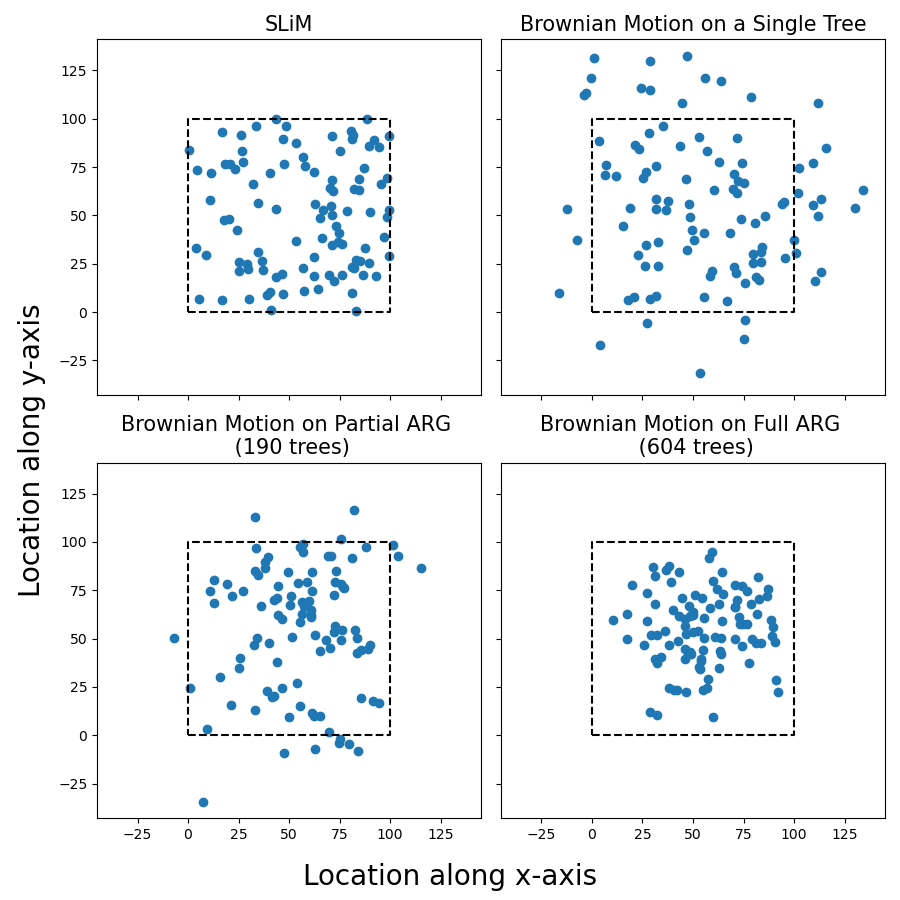 SLiM
Brownian Motion on a Single Tree
125
100
75
50
25
0
−25
Brownian Motion on Partial ARG
(190 trees)
Brownian Motion on Full ARG
(604 trees)
125
100
75
50
25
0
−25
−25 0 25 50 75 100 125
−25 0 25 50 75 100 125
Location along y-axis
Location along x-axis